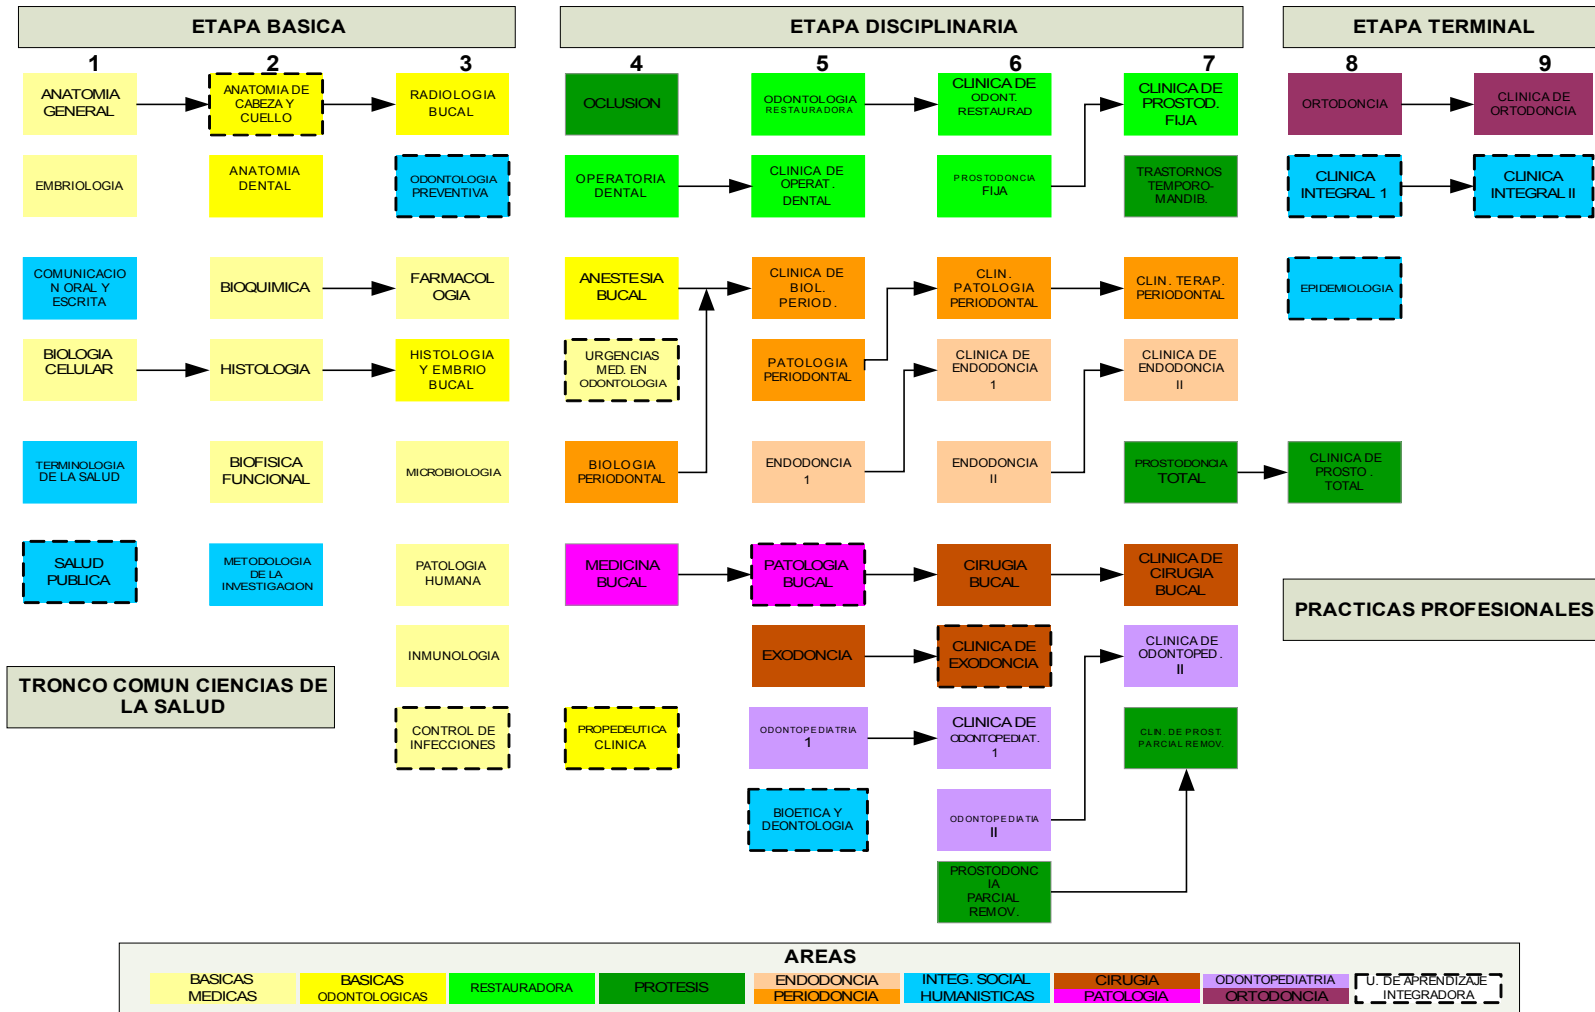 ETAPA BASICA
ETAPA DISCIPLINARIA
ETAPA TERMINAL
1
2
3
4
5
6
7
8
9
ANATOMIA
GENERAL
ANATOMIA DE
CABEZA Y
CUELLO
RADIOLOGIA
BUCAL
OCLUSION
ODONTOLOGIA
RESTAURADORA
CLINICA DE
ODONT.
RESTAURAD
CLINICA DE
PROSTOD.
FIJA
ORTODONCIA
CLINICA DE
ORTODONCIA
EMBRIOLOGIA
ANATOMIA
DENTAL
ODONTOLOGIA
PREVENTIVA
OPERATORIA
DENTAL
CLINICA DE
OPERAT.
DENTAL
PROSTODONCIA
FIJA
TRASTORNOS
TEMPORO-
MANDIB.
CLINICA
INTEGRAL 1
CLINICA
INTEGRAL II
COMUNICACIO
N ORAL Y
ESCRITA
BIOQUIMICA
FARMACOL
OGIA
ANESTESIA
BUCAL
CLINICA DE
BIOL.
PERIOD.
CLIN.
PATOLOGIA
PERIODONTAL
CLIN. TERAP.
PERIODONTAL
EPIDEMIOLOGIA
BIOLOGIA
CELULAR
HISTOLOGIA
HISTOLOGIA
Y EMBRIO
BUCAL
URGENCIAS
MED. EN
ODONTOLOGIA
PATOLOGIA
PERIODONTAL
CLINICA DE
ENDODONCIA
1
CLINICA DE
ENDODONCIA
II
TERMINOLOGIA
DE LA SALUD
BIOFISICA
FUNCIONAL
MICROBIOLOGIA
BIOLOGIA
PERIODONTAL
ENDODONCIA
1
ENDODONCIA
II
PROSTODONCIA
TOTAL
CLINICA DE
PROSTO.
TOTAL
SALUD
PUBLICA
METODOLOGIA
DE LA
INVESTIGACION
PATOLOGIA
HUMANA
MEDICINA
BUCAL
PATOLOGIA
BUCAL
CIRUGIA
BUCAL
CLINICA DE
CIRUGIA
BUCAL
PRACTICAS PROFESIONALES
INMUNOLOGIA
EXODONCIA
CLINICA DE
EXODONCIA
CLINICA DE
ODONTOPED.
II
TRONCO COMUN CIENCIAS DE
LA SALUD
CONTROL DE
INFECCIONES
PROPEDEUTICA
CLINICA
ODONTOPEDIATRIA
1
CLINICA DE
ODONTOPEDIAT.
1
CLIN. DE PROST.
PARCIAL REMOV.
BIOETICA Y
DEONTOLOGIA
ODONTOPEDIATIA
II
PROSTODONC
IA
PARCIAL
REMOV.
AREAS
BASICAS
MEDICAS
BASICAS
ODONTOLOGICAS
RESTAURADORA
PROTESIS
ENDODONCIA
PERIODONCIA
INTEG. SOCIAL
HUMANISTICAS
CIRUGIA
PATOLOGIA
ODONTOPEDIATRIA
ORTODONCIA
U. DE APRENDIZAJE
INTEGRADORA